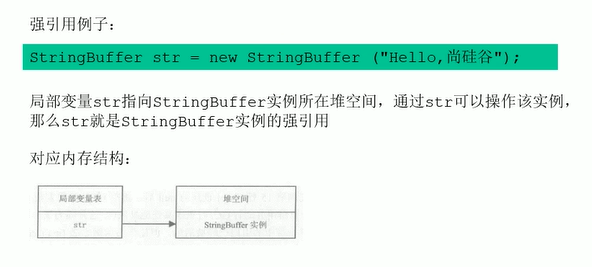 强引用例子:
StringBuffer str = new StringBuffer ("Hello,尚硅谷");
局部变量str指向StringBuffer实例所在堆空间，通过str可以操作该实例，
那么str就是StringBuffer实例的强引用
对应内存结构:
局部变量表
堆空间
str
StringBuffer 实例